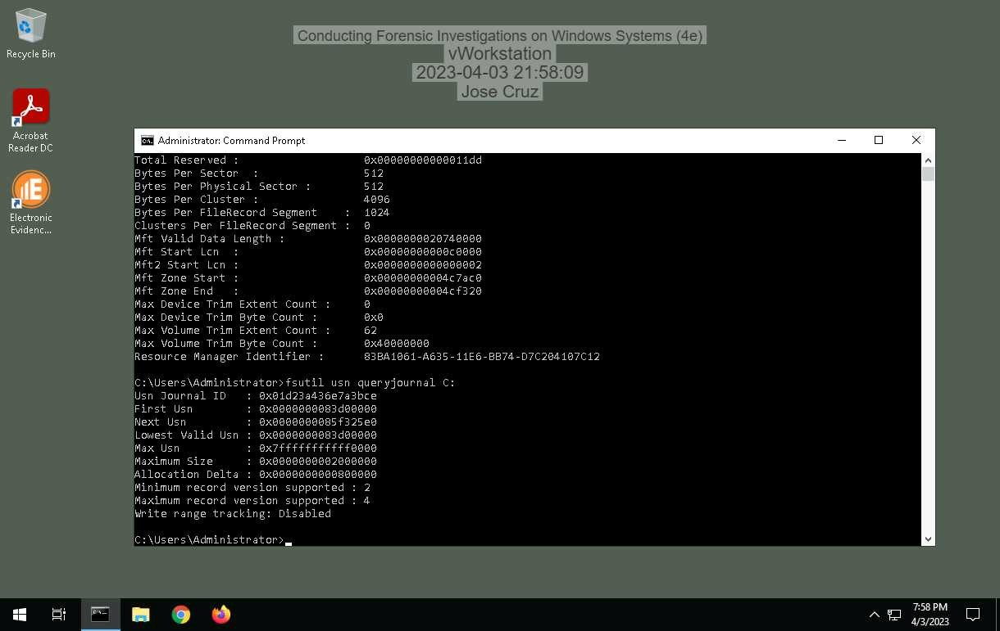 Recycle Bin
Acrobat
Reader DC
Electronic
Evidenc...
Conducting Forensic Investigations on Windows Systems (4e)
vWorkstation
2023-04-03 21:58:09
Jose Cruz
Administrator: Command Prompt
Total Reserved :                   0x00000000000011dd
Bytes Per Sector  :                512
Bytes Per Physical Sector :        512
Bytes Per Cluster :                4096
Bytes Per FileRecord Segment    :  1024
Clusters Per FileRecord Segment :  0
Mft Valid Data Length :            0x0000000020740000
Mft Start Lcn  :                   0x00000000000c0000
Mft2 Start Lcn :                   0x0000000000000002
Mft Zone Start :                   0x00000000004c7ac0
Mft Zone End   :                   0x00000000004cf320
Max Device Trim Extent Count :     0
Max Device Trim Byte Count :       0x0
Max Volume Trim Extent Count :     62
Max Volume Trim Byte Count :       0x40000000
Resource Manager Identifier :      83BA1061-A635-11E6-BB74-D7C204107C12
C:\Users\Administrator>fsutil usn queryjournal C:
Usn Journal ID   : 0x01d23a436e7a3bce
First Usn        : 0x0000000083d00000
Next Usn         : 0x0000000085f325e0
Lowest Valid Usn : 0x0000000083d00000
Max Usn          : 0x7fffffffffff0000
Maximum Size     : 0x0000000002000000
Allocation Delta : 0x0000000000800000
Minimum record version supported : 2
Maximum record version supported : 4
Write range tracking: Disabled
C:\Users\Administrator>
7:58 PM
4/3/2023